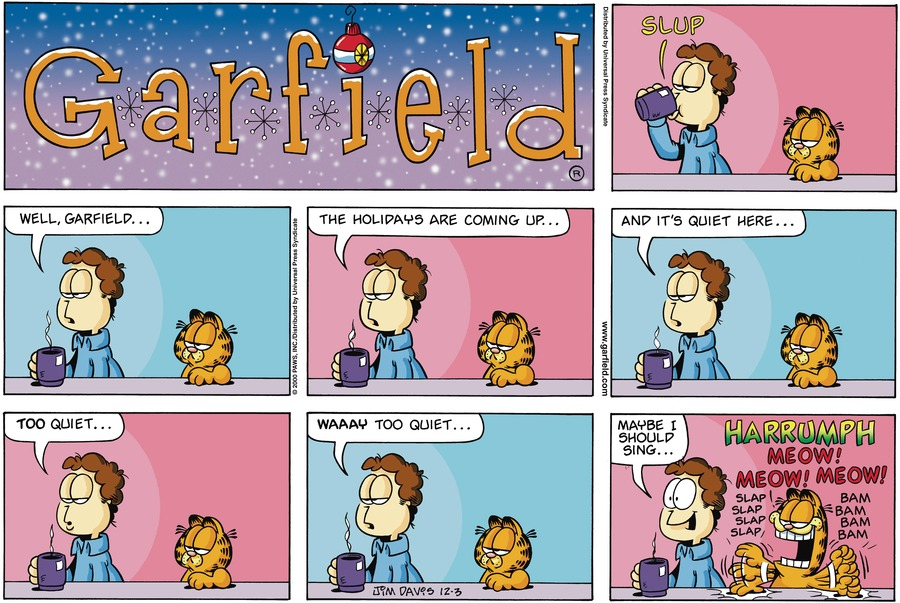 Garfield
®
Distributed by Universal Press Syndicate
SLUP
WELL, GARFIELD...
© 2000 PAWS, INC./Distributed by Universal Press Syndicate
THE HOLIDAYS ARE COMING UP...
AND IT'S QUIET HERE...
www.garfield.com
TOO QUIET...
WAAAY TOO QUIET...
JIM DAVIS 12-3
MAYBE I
SHOULD
SING...
HARRUMPH
MEOW!
MEOW! MEOW!
SLAP
SLAP
SLAP
SLAP
BAM
BAM
BAM
BAM